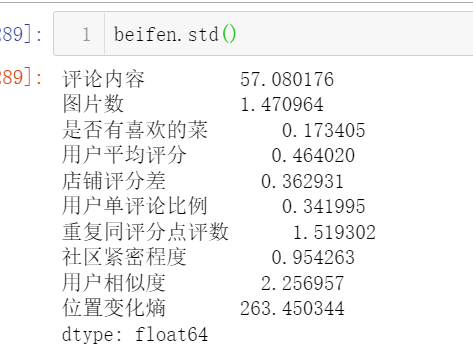 289]: 1 beifen.std()
289]: 评论内容 57.080176
图片数 1.470964
是否有喜欢的菜 0.173405
用户平均评分 0.464020
店铺评分差 0.362931
用户单评论比例 0.341995
重复同评分点评数 1.519302
社区紧密程度 0.954263
用户相似度 2.256957
位置变化熵 263.450344
dtype: float64